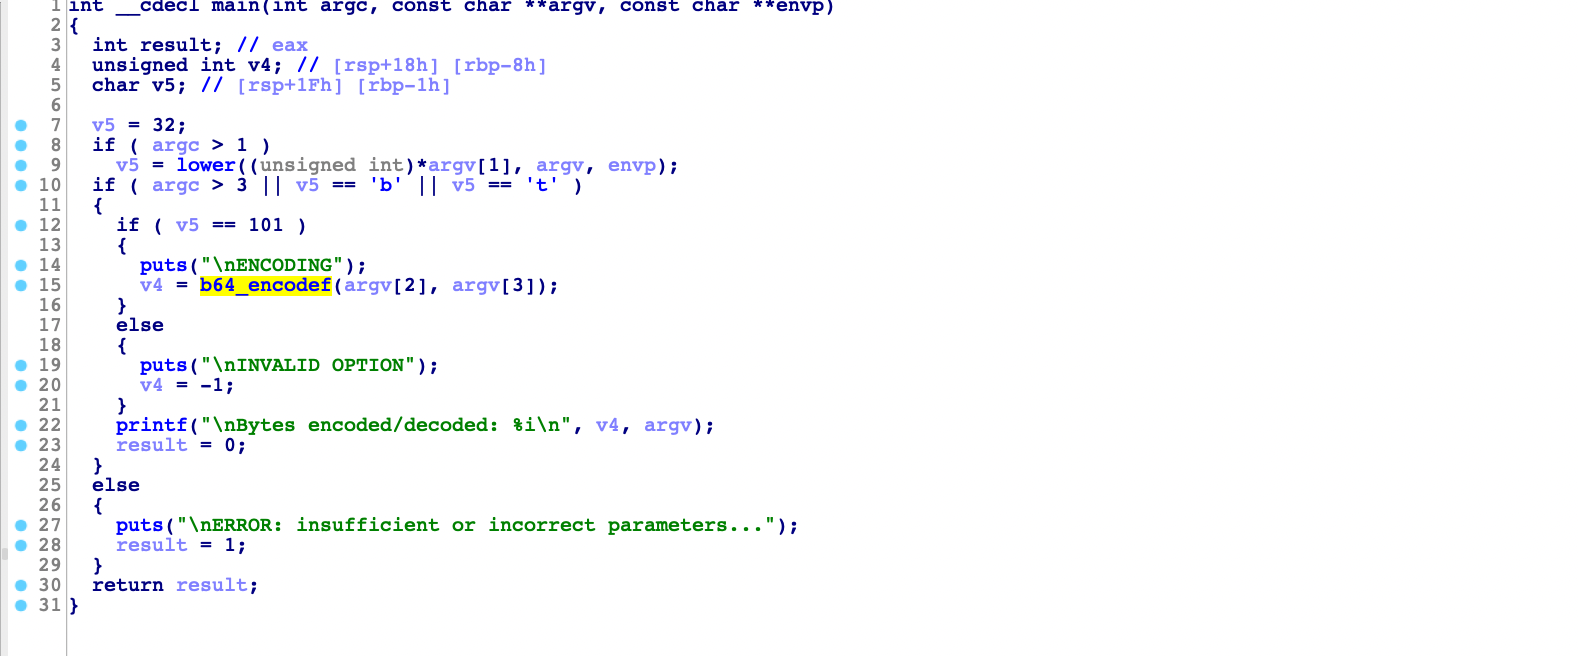 1 int __cdecl main(int argc, const char **argv, const char **envp)
2 {
3 int result; // eax
4 unsigned int v4; // [rsp+18h] [rbp-8h]
5 char v5; // [rsp+1Fh] [rbp-1h]
6
7 v5 = 32;
8 if ( argc > 1 )
9 v5 = lower((unsigned int)*argv[1], argv, envp);
10 if ( argc > 3 || v5 == 'b' || v5 == 't' )
11 {
12 if ( v5 == 101 )
13 {
14 puts("\nENCODING");
15 v4 = b64_encodef(argv[2], argv[3]);
16 }
17 else
18 {
19 puts("\nINVALID OPTION");
20 v4 = -1;
21 }
22 printf("\nBytes encoded/decoded: %i\n", v4, argv);
23 result = 0;
24 }
25 else
26 {
27 puts("\nERROR: insufficient or incorrect parameters...");
28 result = 1;
29 }
30 return result;
31 }